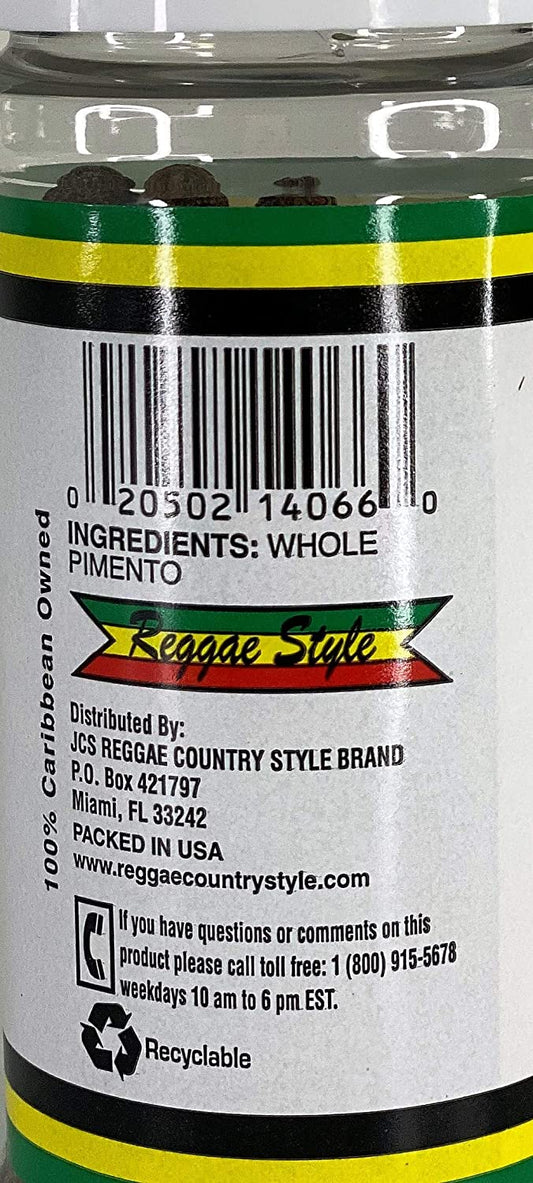 0 20502 14066 0
INGREDIENTS: WHOLE
PIMENTO
Reggae Style
100% Caribbean Owned
Distributed By:
JCS REGGAE COUNTRY STYLE BRAND
P.O. Box 421797
Miami, FL 33242
PACKED IN USA
www.reggaecountrystyle.com
If you have questions or comments on this
product please call toll free: 1 (800) 915-5678
weekdays 10 am to 6 pm EST.
Recyclable